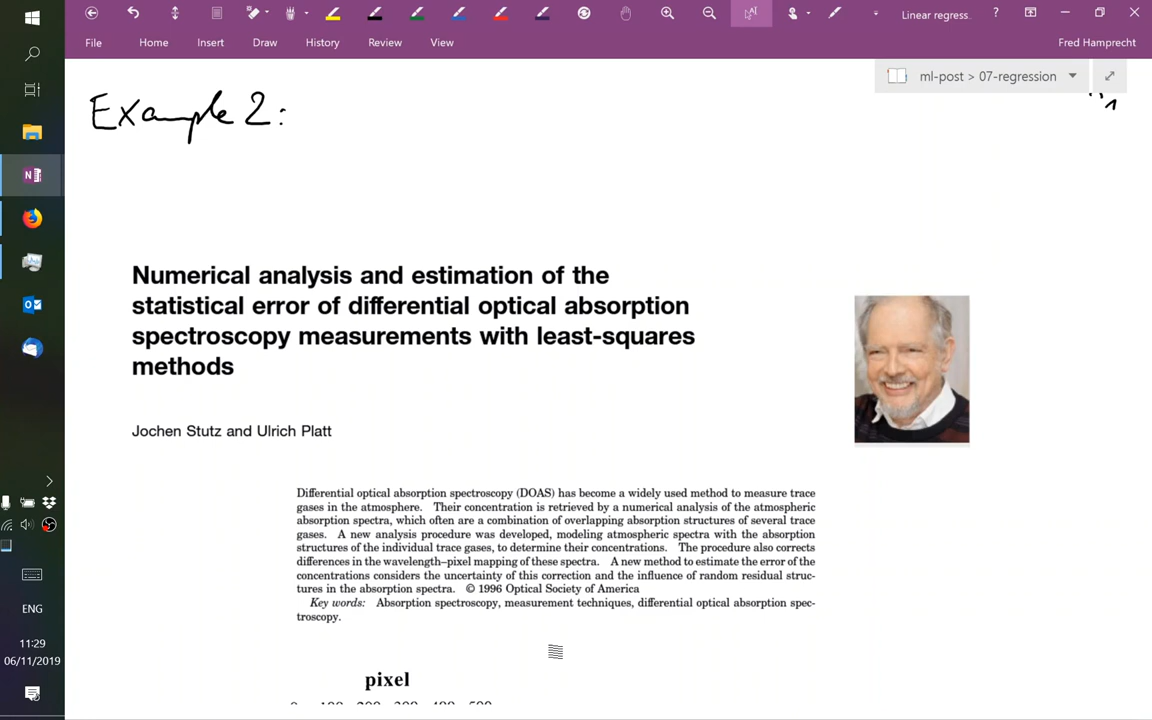 Linear regress.
?
File
Home
Insert
Draw
History
Review
View
Fred Hamprecht
ml-post > 07-regression
Example 2:
Numerical analysis and estimation of the
statistical error of differential optical absorption
spectroscopy measurements with least-squares
methods
Jochen Stutz and Ulrich Platt
Differential optical absorption spectroscopy (DOAS) has become a widely used method to measure trace
gases in the atmosphere. Their concentration is retrieved by a numerical analysis of the atmospheric
absorption spectra, which often are a combination of overlapping absorption structures of several trace
gases. A new analysis procedure was developed, modeling atmospheric spectra with the absorption
structures of the individual trace gases, to determine their concentrations. The procedure also corrects
differences in the wavelength–pixel mapping of these spectra. A new method to estimate the error of the
concentrations considers the uncertainty of this correction and the influence of random residual struc-
tures in the absorption spectra. © 1996 Optical Society of America
Key words: Absorption spectroscopy, measurement techniques, differential optical absorption spec-
troscopy.
pixel
0 100 200 300 400 500
ENG
11:29
06/11/2019